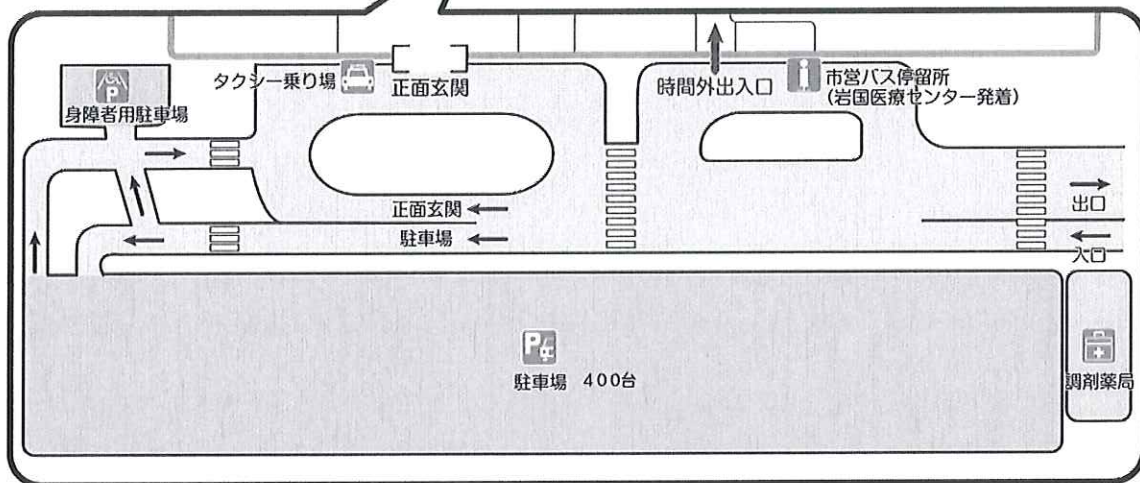 タクシー乗り場
正面玄関
時間外出入口
市営バス停留所
(岩国医療センター発着)
P
身障者用駐車場
正面玄関
駐車場
出口
入口
P
駐車場 400台
調剤薬局